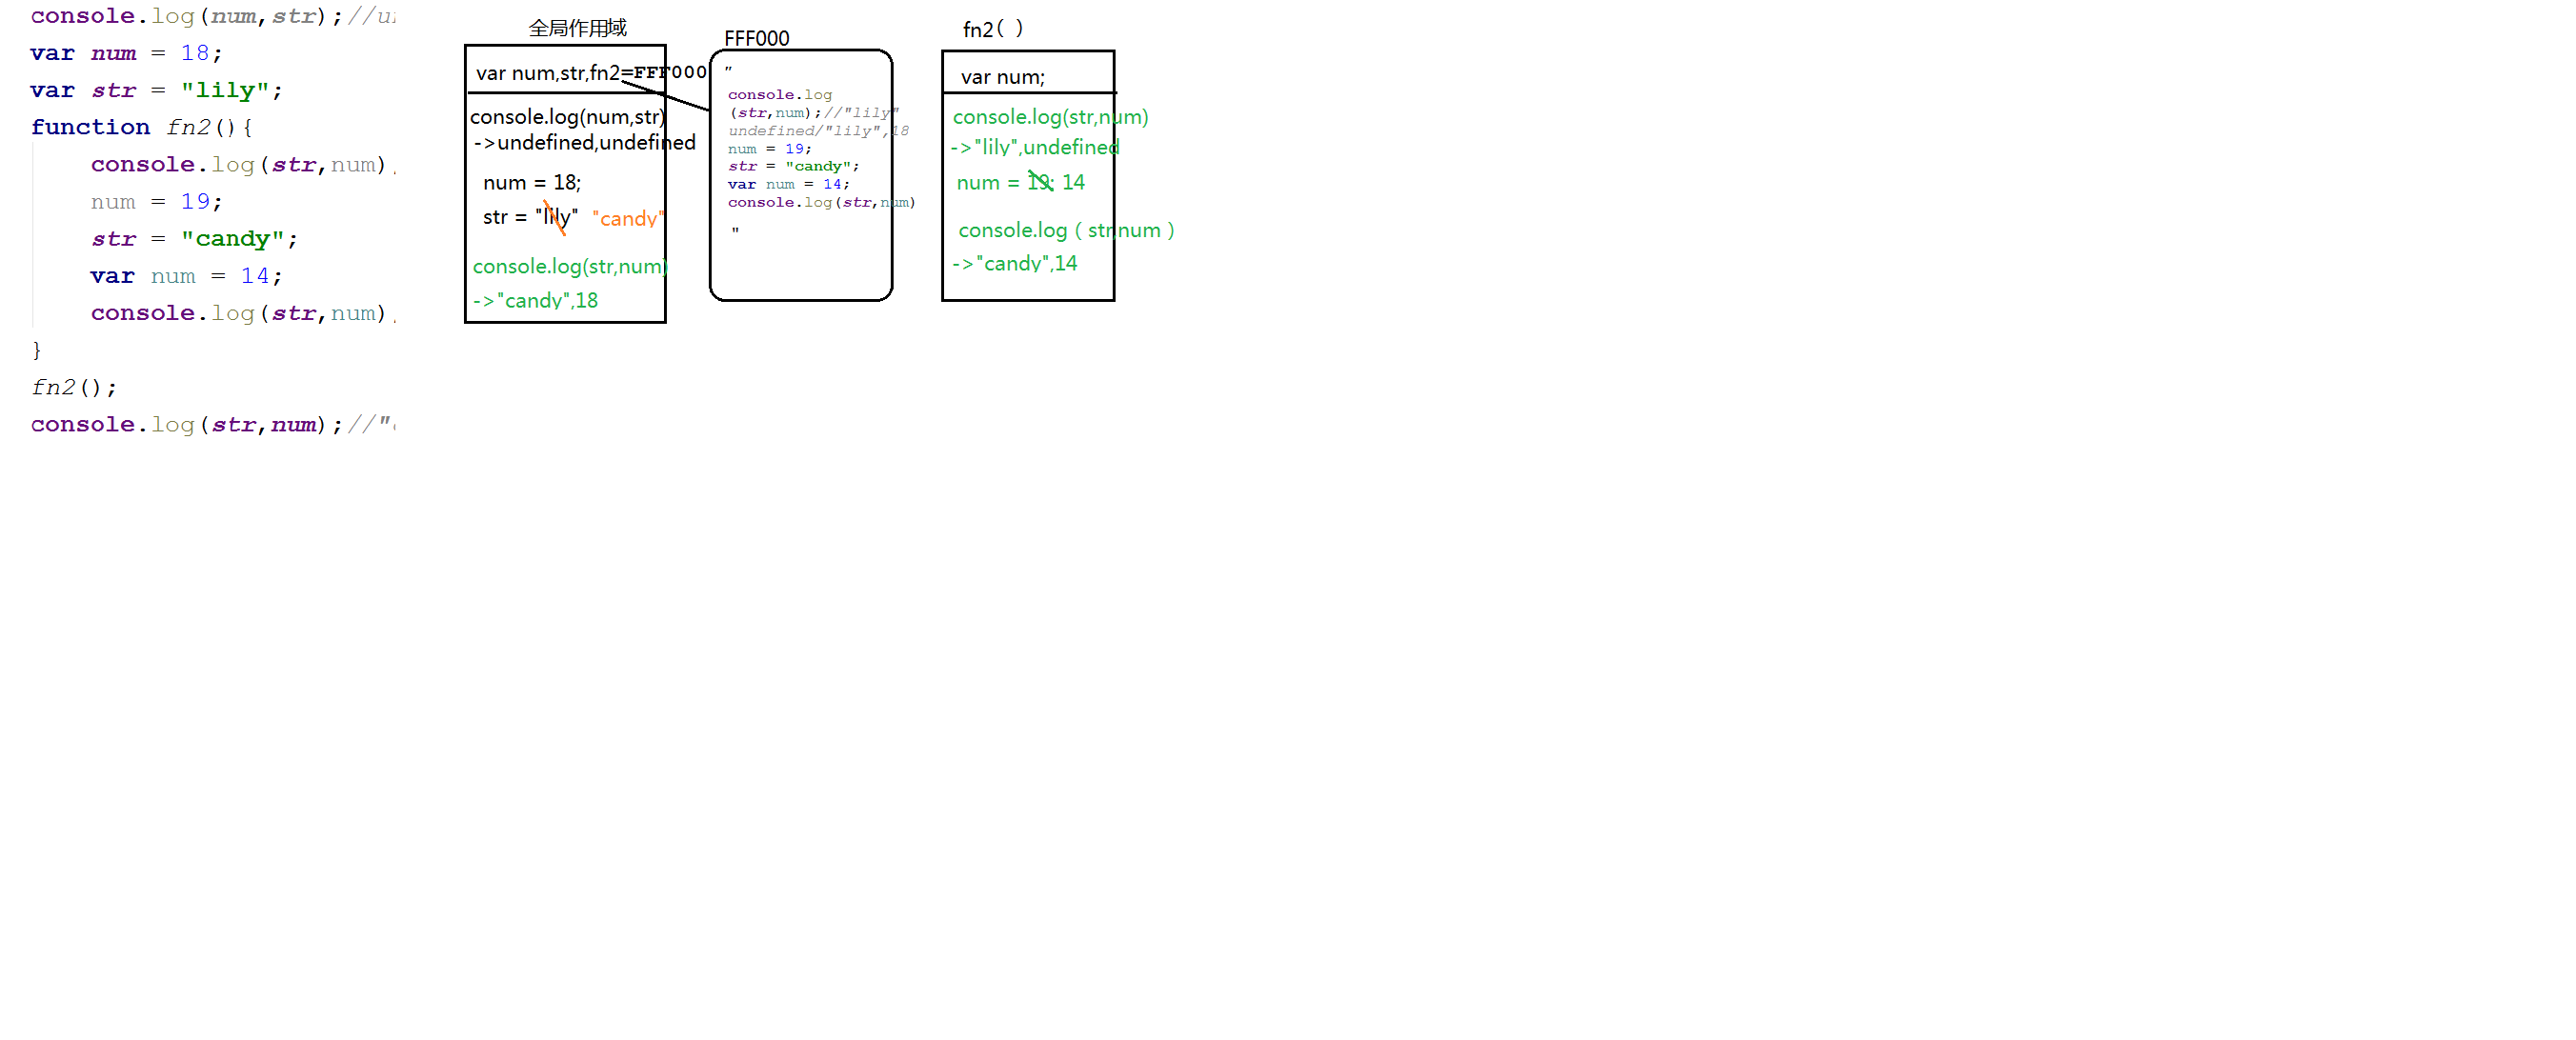 console.log(num,str);//u
var num = 18;
var str = "lily";
function fn2(){
console.log(str,num)
num = 19;
str = "candy";
var num = 14;
console.log(str,num)
}
fn2();
console.log(str,num);//"
全局作用域
var num,str,fn2=FFF000
console.log(num,str)
->undefined,undefined
num = 18;
str = "lily" "candy"
console.log(str,num)
->"candy",18
FFF000
"
console.log
(str,num);//"lily"
undefined/"lily",18
num = 19;
str = "candy";
var num = 14;
console.log(str,num)
"
fn2( )
var num;
console.log(str,num)
->"lily",undefined
num = 19; 14
console.log ( str,num )
->"candy",14